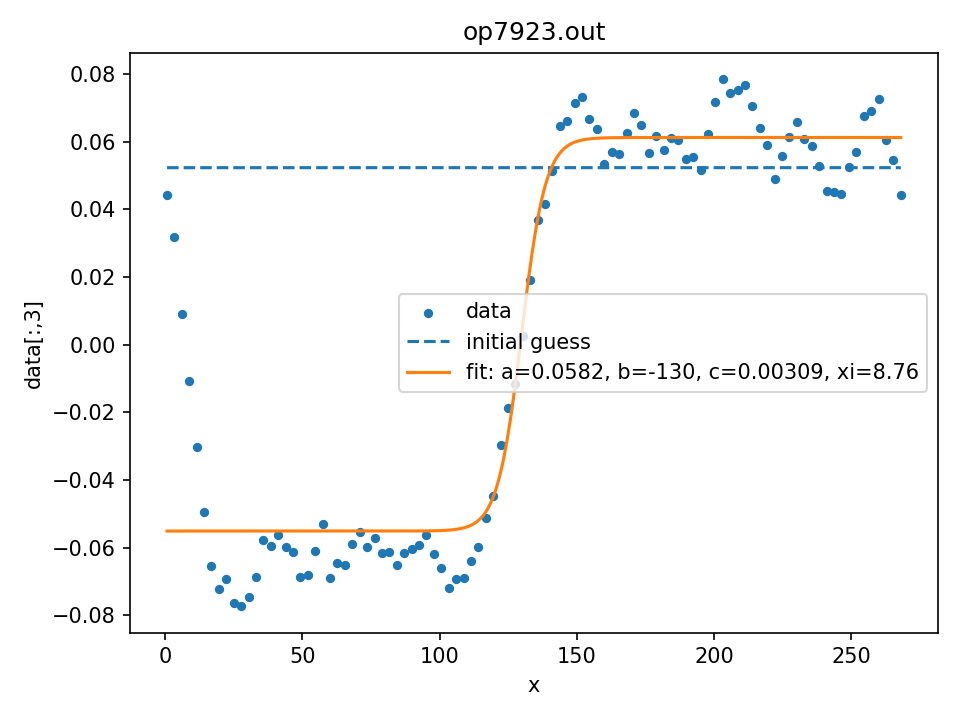 op7923.out
0.08
0.06
0.04
0.02
0.00
−0.02
−0.04
−0.06
−0.08
data[:,3]
data
initial guess
fit: a=0.0582, b=-130, c=0.00309, xi=8.76
0 50 100 150 200 250
x